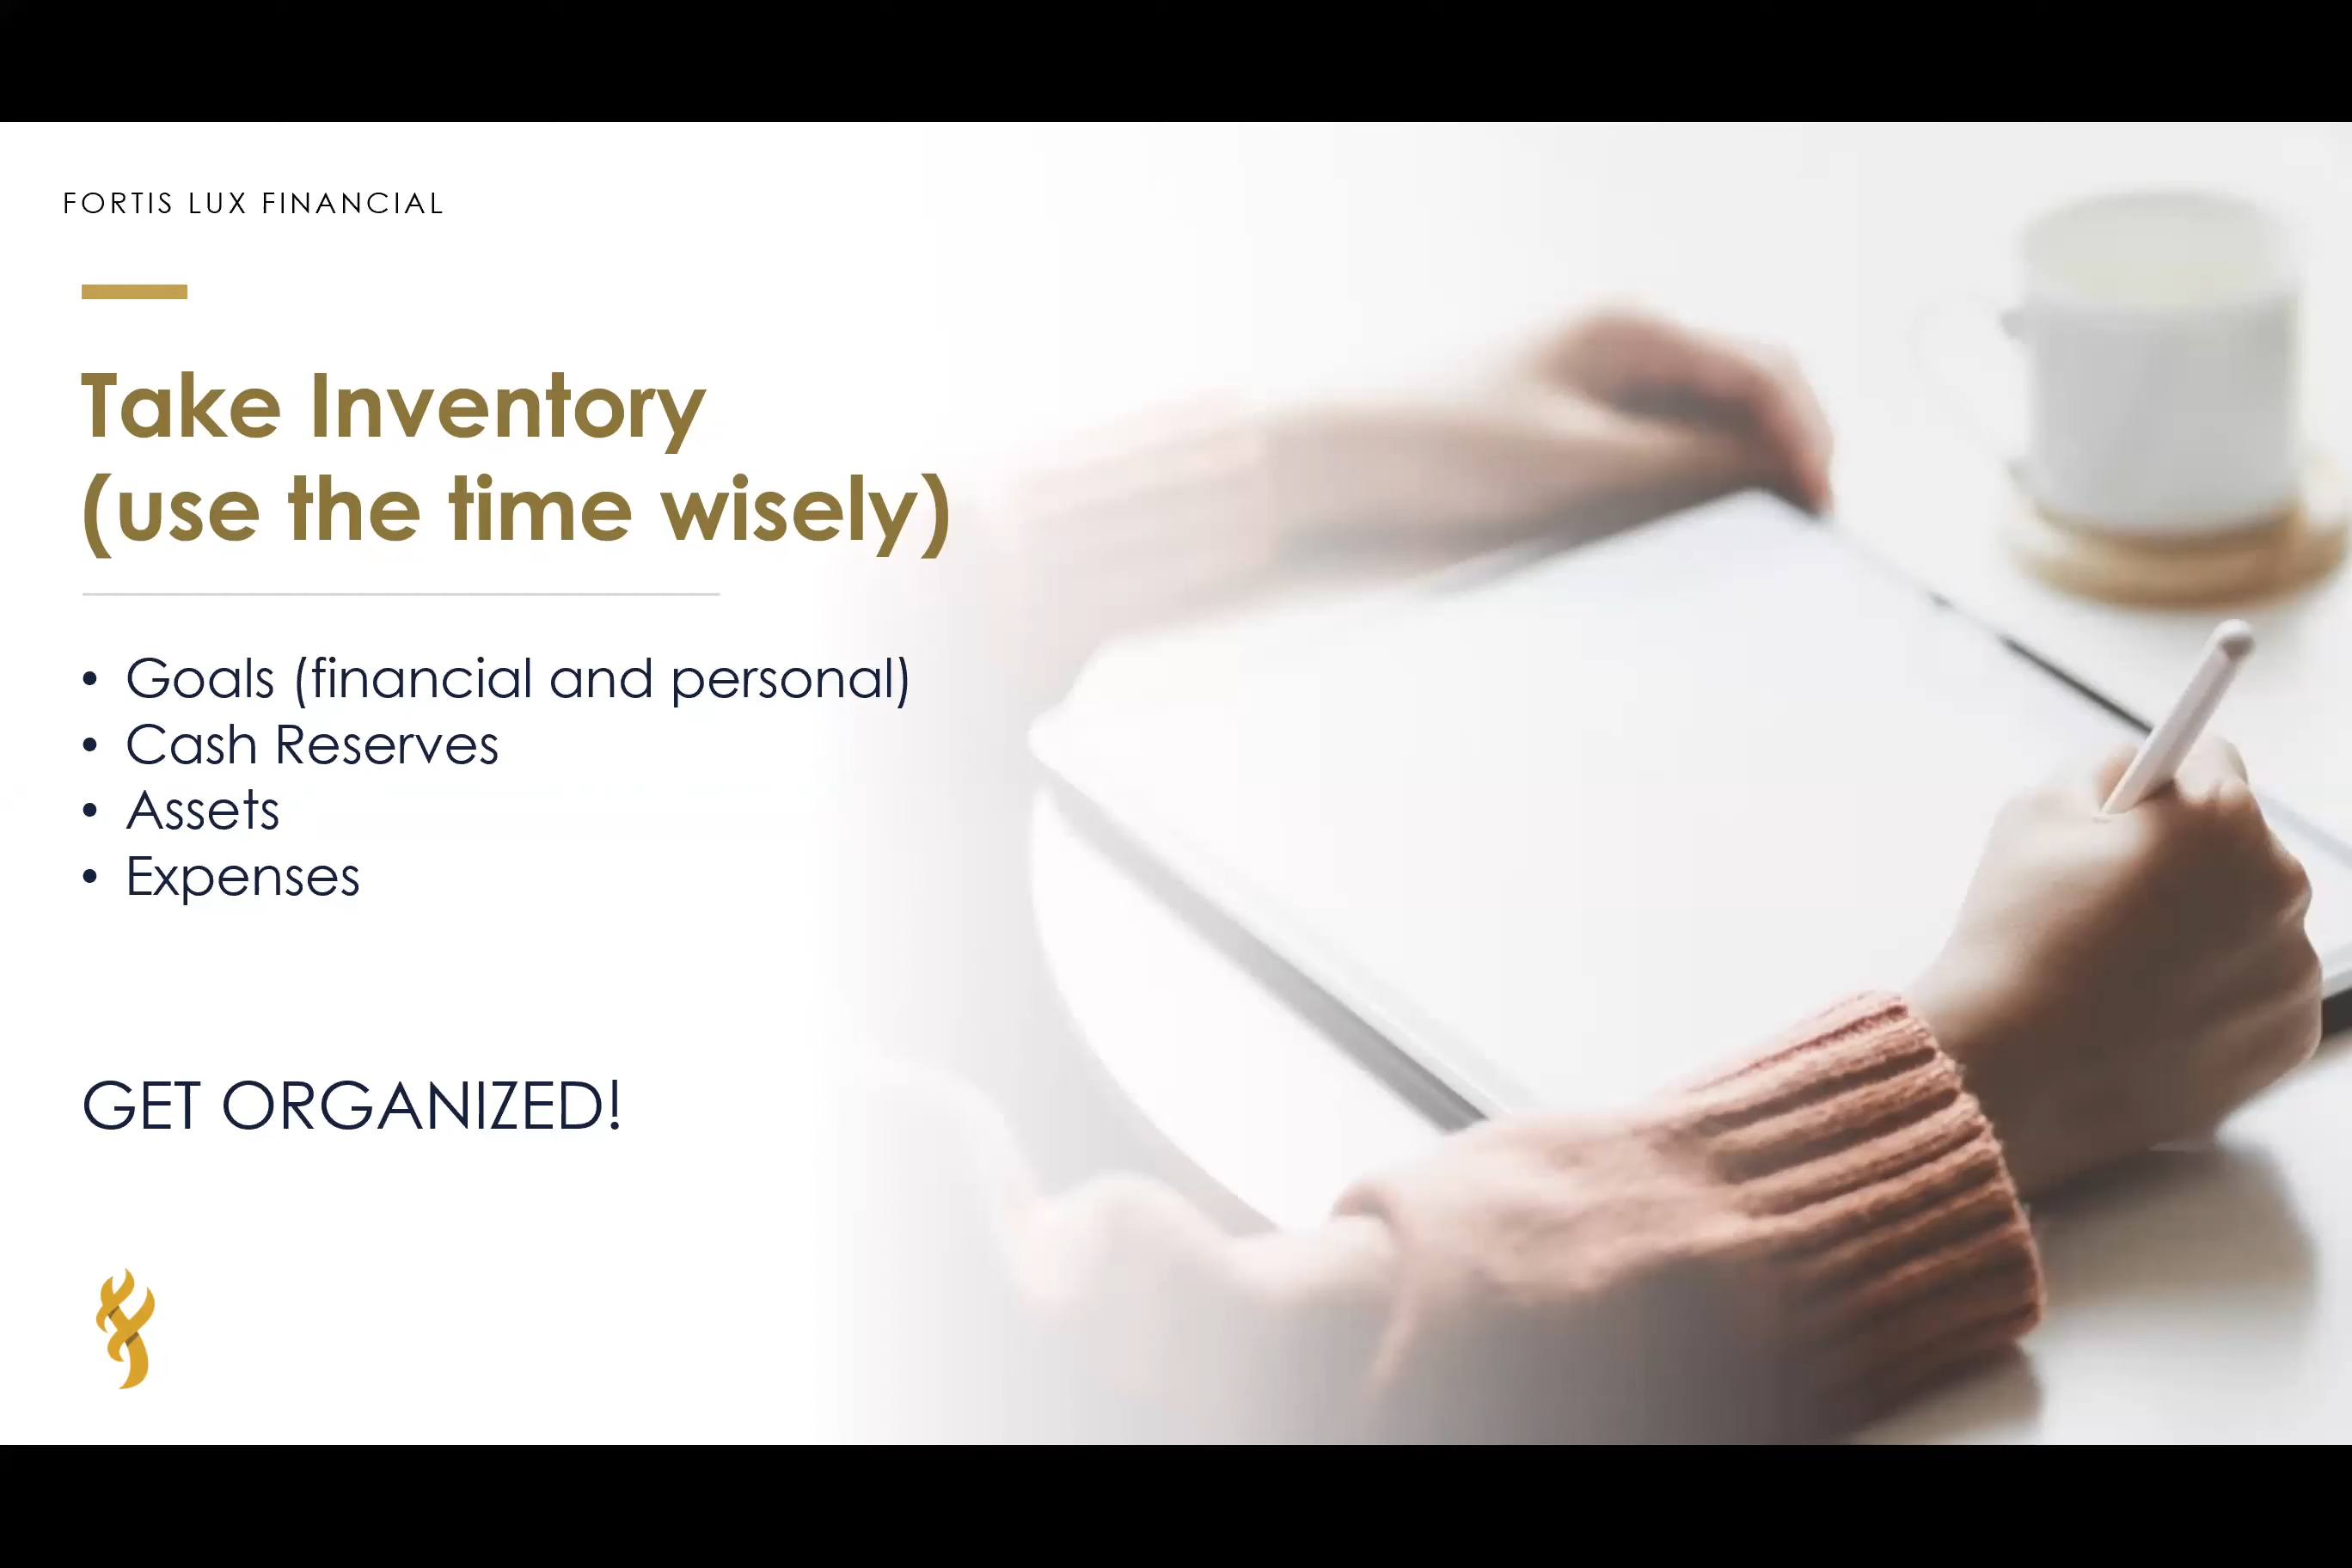 FORTIS LUX FINANCIAL
Take Inventory
(use the time wisely)
• Goals (financial and personal)
• Cash Reserves
• Assets
• Expenses
GET ORGANIZED!